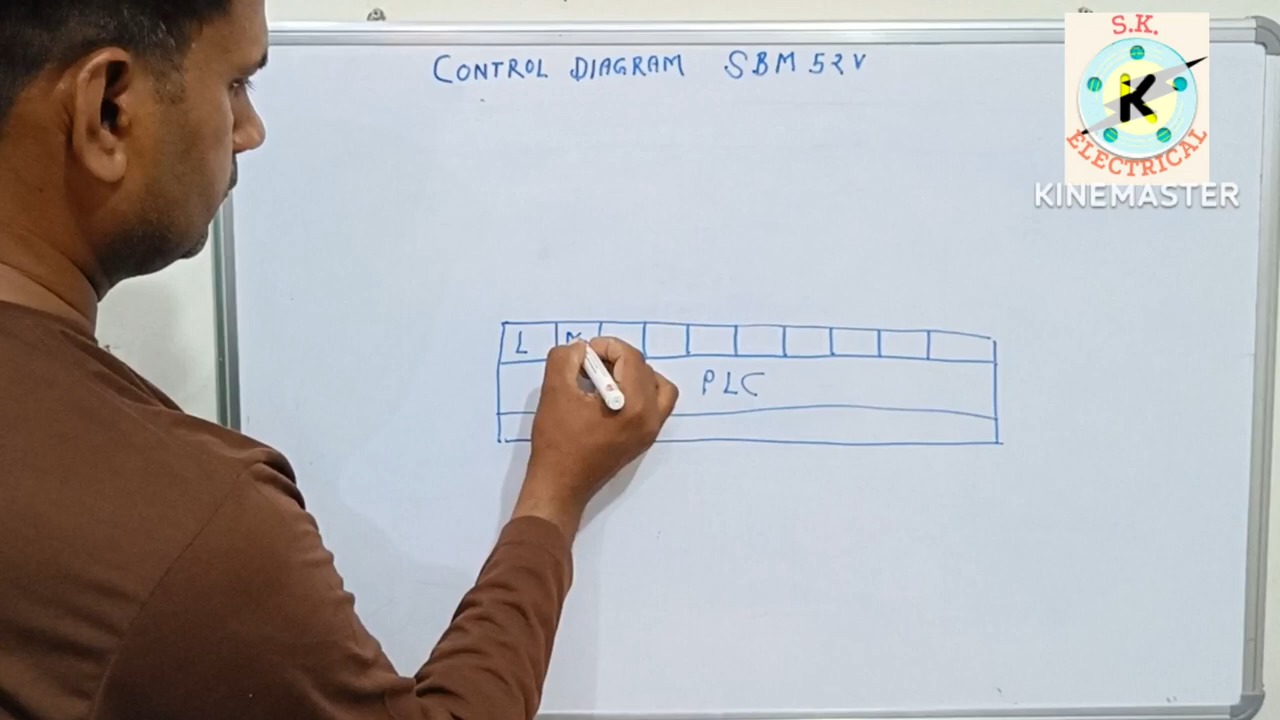 CONTROL DIAGRAM SBM 52V
S.K.
K
ELECTRICAL
KINEMASTER
L
PLC